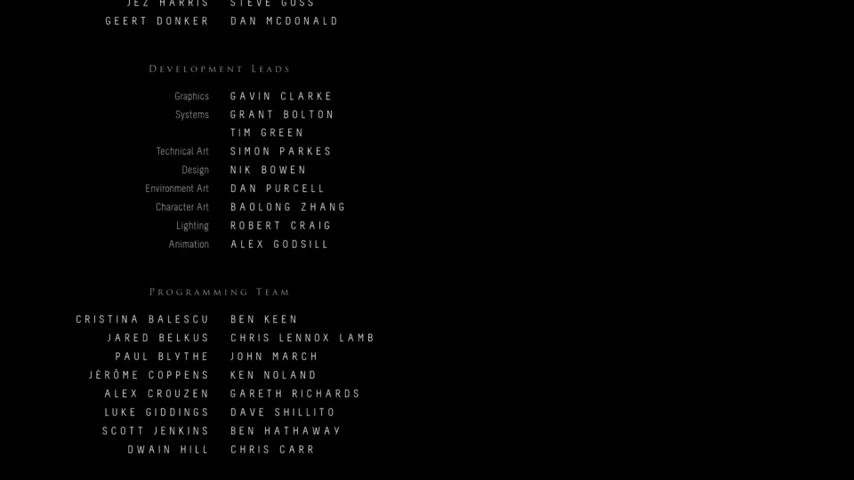 JEZ HARRIS STEVE GOSS
GEERT DONKER DAN MCDONALD
Development Leads
Graphics GAVIN CLARKE
Systems GRANT BOLTON
TIM GREEN
Technical Art SIMON PARKES
Design NIK BOWEN
Environment Art DAN PURCELL
Character Art BAOLONG ZHANG
Lighting ROBERT CRAIG
Animation ALEX GODSILL
Programming Team
CRISTINA BALESCU BEN KEEN
JARED BELKUS CHRIS LENNOX LAMB
PAUL BLYTHE JOHN MARCH
JÉRÔME COPPENS KEN NOLAND
ALEX CROUZEN GARETH RICHARDS
LUKE GIDDINGS DAVE SHILLITO
SCOTT JENKINS BEN HATHAWAY
DWAIN HILL CHRIS CARR